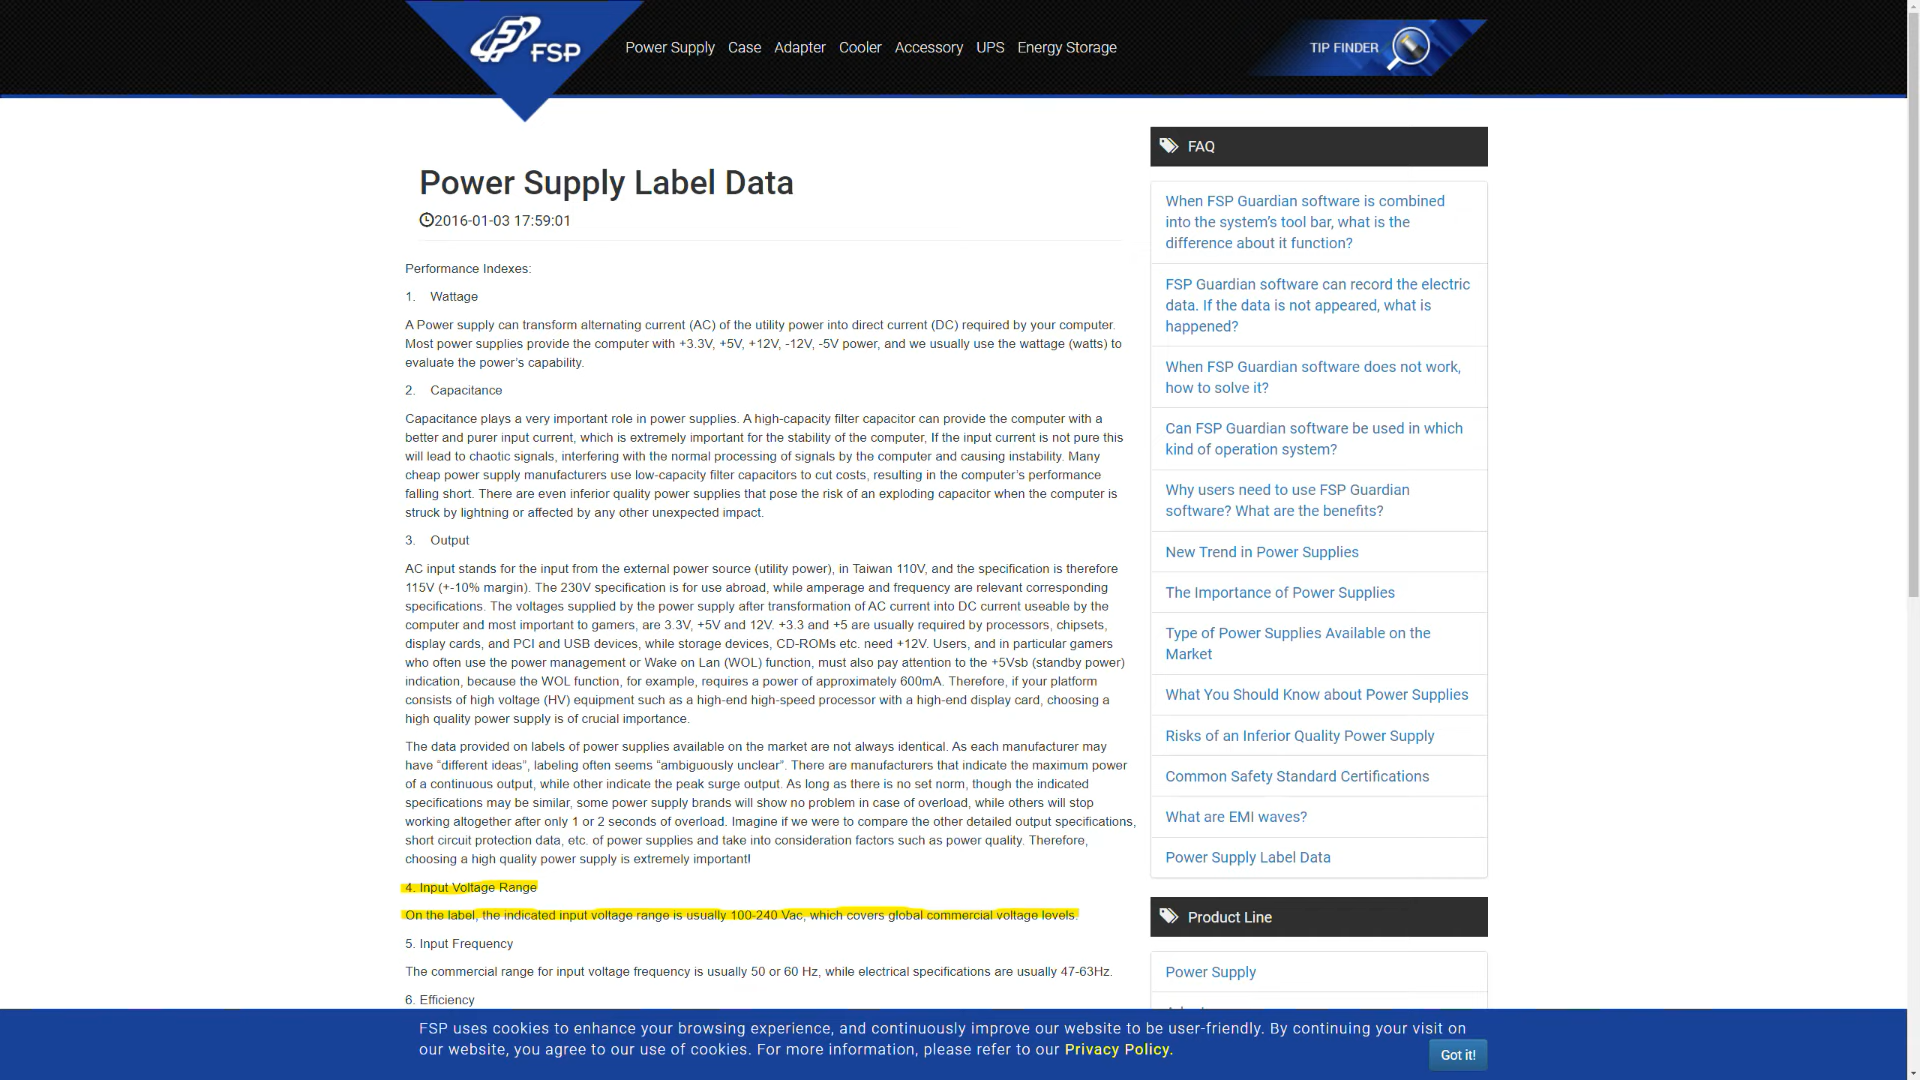 FSP
Power Supply Case Adapter Cooler Accessory UPS Energy Storage
TIP FINDER
Power Supply Label Data
2016-01-03 17:59:01
Performance Indexes:
1. Wattage
A Power supply can transform alternating current (AC) of the utility power into direct current (DC) required by your computer.
Most power supplies provide the computer with +3.3V, +5V, +12V, -12V, -5V power, and we usually use the wattage (watts) to
evaluate the power's capability.
2. Capacitance
Capacitance plays a very important role in power supplies. A high-capacity filter capacitor can provide the computer with a
better and purer input current, which is extremely important for the stability of the computer, If the input current is not pure this
will lead to chaotic signals, interfering with the normal processing of signals by the computer and causing instability. Many
cheap power supply manufacturers use low-capacity filter capacitors to cut costs, resulting in the computer's performance
falling short. There are even inferior quality power supplies that pose the risk of an exploding capacitor when the computer is
struck by lightning or affected by any other unexpected impact.
3. Output
AC input stands for the input from the external power source (utility power), in Taiwan 110V, and the specification is therefore
115V (+-10% margin). The 230V specification is for use abroad, while amperage and frequency are relevant corresponding
specifications. The voltages supplied by the power supply after transformation of AC current into DC current useable by the
computer and most important to gamers, are 3.3V, +5V and 12V. +3.3 and +5 are usually required by processors, chipsets,
display cards, and PCI and USB devices, while storage devices, CD-ROMs etc. need +12V. Users, and in particular gamers
who often use the power management or Wake on Lan (WOL) function, must also pay attention to the +5Vsb (standby power)
indication, because the WOL function, for example, requires a power of approximately 600mA. Therefore, if your platform
consists of high voltage (HV) equipment such as a high-end high-speed processor with a high-end display card, choosing a
high quality power supply is of crucial importance.
The data provided on labels of power supplies available on the market are not always identical. As each manufacturer may
have “different ideas”, labeling often seems “ambiguously unclear”. There are manufacturers that indicate the maximum power
of a continuous output, while other indicate the peak surge output. As long as there is no set norm, though the indicated
specifications may be similar, some power supply brands will show no problem in case of overload, while others will stop
working altogether after only 1 or 2 seconds of overload. Imagine if we were to compare the other detailed output specifications,
short circuit protection data, etc. of power supplies and take into consideration factors such as power quality. Therefore,
choosing a high quality power supply is extremely important!
4. Input Voltage Range
On the label, the indicated input voltage range is usually 100-240 Vac, which covers global commercial voltage levels.
5. Input Frequency
The commercial range for input voltage frequency is usually 50 or 60 Hz, while electrical specifications are usually 47-63Hz.
6. Efficiency
FAQ
When FSP Guardian software is combined
into the system's tool bar, what is the
difference about it function?
FSP Guardian software can record the electric
data. If the data is not appeared, what is
happened?
When FSP Guardian software does not work,
how to solve it?
Can FSP Guardian software be used in which
kind of operation system?
Why users need to use FSP Guardian
software? What are the benefits?
New Trend in Power Supplies
The Importance of Power Supplies
Type of Power Supplies Available on the
Market
What You Should Know about Power Supplies
Risks of an Inferior Quality Power Supply
Common Safety Standard Certifications
What are EMI waves?
Power Supply Label Data
Product Line
Power Supply
FSP uses cookies to enhance your browsing experience, and continuously improve our website to be user-friendly. By continuing your visit on
our website, you agree to our use of cookies. For more information, please refer to our Privacy Policy.
Got it!